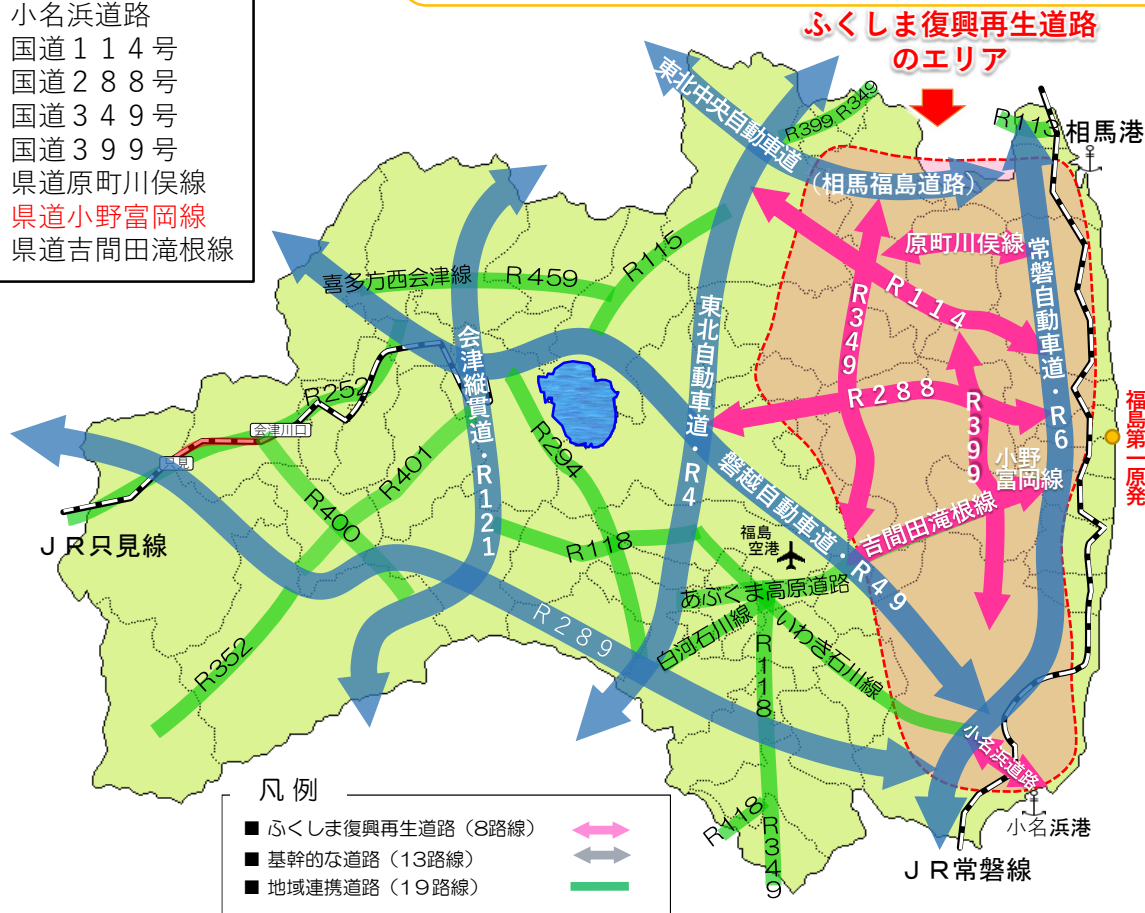 小名浜道路
国道１１４号
国道２８８号
国道３４９号
国道３９９号
県道原町川俣線
県道小野富岡線
県道吉間田滝根線
ふくしま復興再生道路
のエリア
東北中央自動車道
（相馬福島道路）
R399 R349
R113
相馬港
原町川俣線
R１１４
R３４９
常磐自動車道・R６
喜多方西会津線
R459
R115
東北自動車道・R4
会津縦貫道・R121
R252
会津川口
只見
R401
R294
R400
JR只見線
R２８８
R３９９
小野
富岡線
福島第一原発
磐越自動車道・R４９
吉間田滝根線
R118
福島
空港
あぶくま高原道路
R２８９
白河石川線
いわき石川線
R118
R352
小名浜道路
小名浜港
R118
R349
JR常磐線
凡例
■ ふくしま復興再生道路（8路線）
■ 基幹的な道路（13路線）
■ 地域連携道路（19路線）